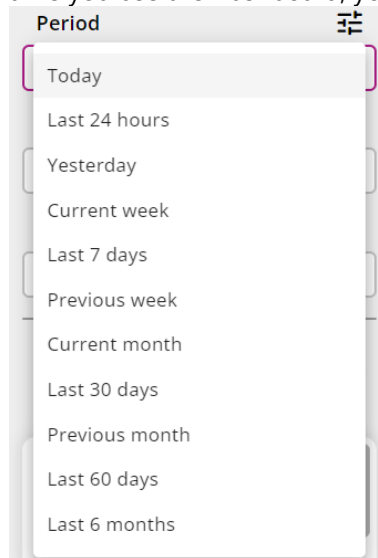 Period
Today
Last 24 hours
Yesterday
Current week
Last 7 days
Previous week
Current month
Last 30 days
Previous month
Last 60 days
Last 6 months